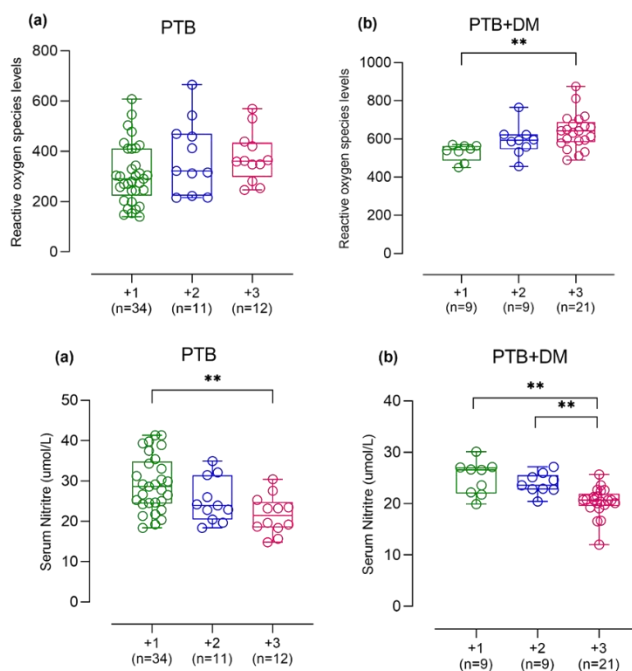 (a)
PTB
Reactive oxygen species levels
800
600
400
200
0
+1
(n=34)
+2
(n=11)
+3
(n=12)
(b)
PTB+DM
**
Reactive oxygen species levels
1000
800
600
400
200
0
+1
(n=9)
+2
(n=9)
+3
(n=21)
(a)
PTB
**
Serum Nitritre (umol/L)
50
40
30
20
10
0
+1
(n=34)
+2
(n=11)
+3
(n=12)
(b)
PTB+DM
**
**
Serum Nitritre (umol/L)
40
30
20
10
0
+1
(n=9)
+2
(n=9)
+3
(n=21)